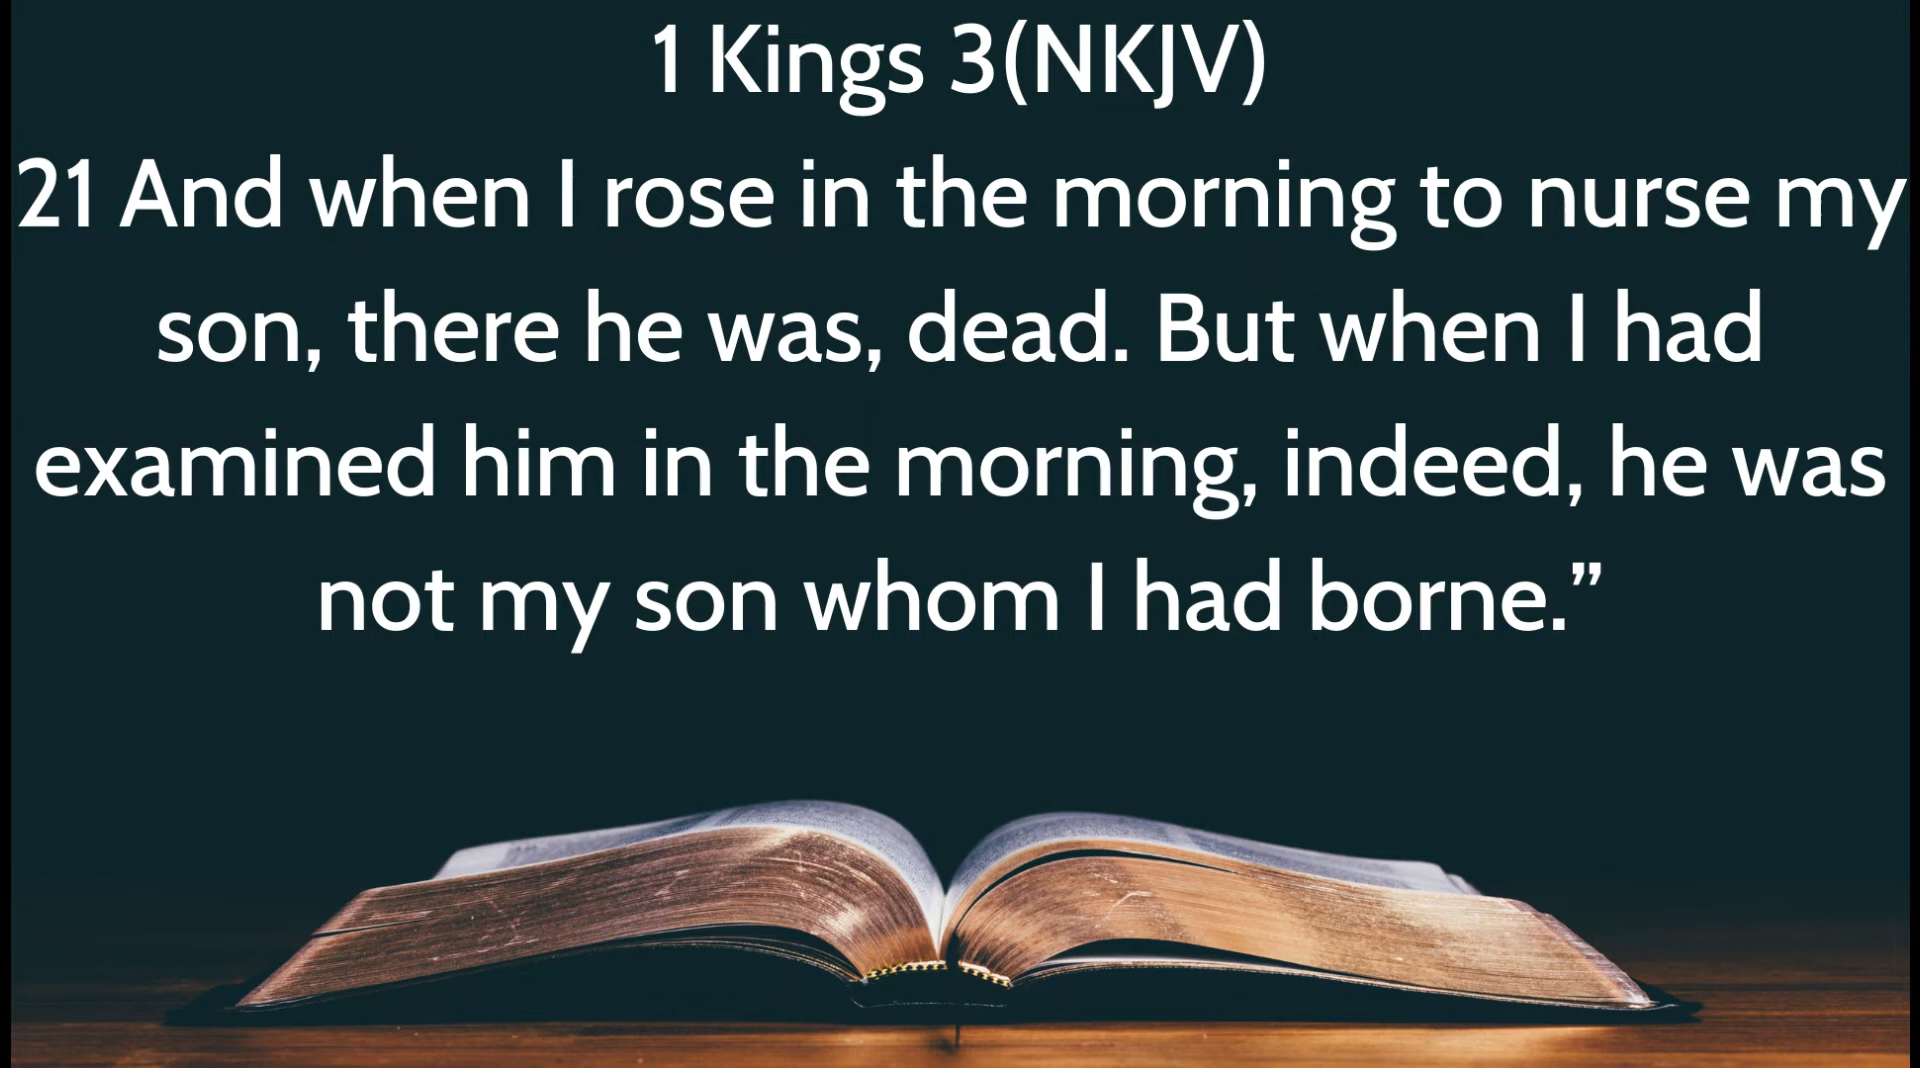 1 Kings 3(NKJV)
21 And when I rose in the morning to nurse my
son, there he was, dead. But when I had
examined him in the morning, indeed, he was
not my son whom I had borne.”